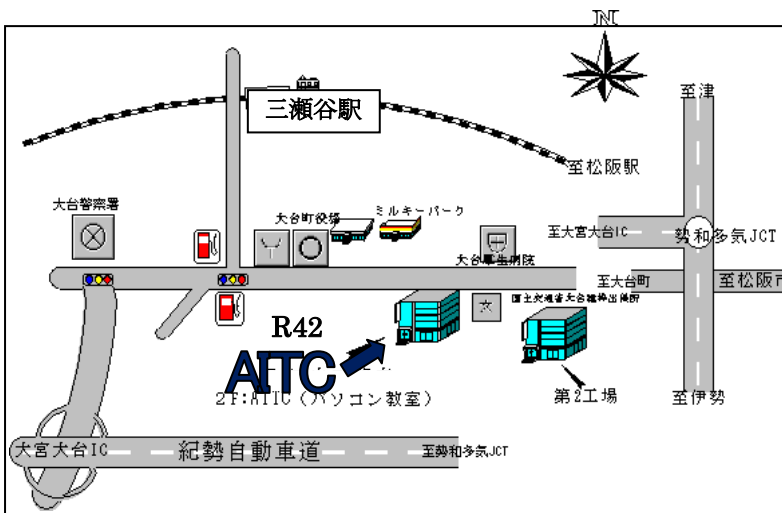 N
三瀬谷駅
至津
至松阪駅
大台警察署
大台町役場
ミルキーパーク
至大宮大台IC
勢和多気JCT
大台厚生病院
至大台町
至松阪市
文
国土交通省大台維持出張所
R42
AITC
2F:AITC(パソコン教室)
第2工場
至伊勢
大宮大台IC
紀勢自動車道
至勢和多気JCT